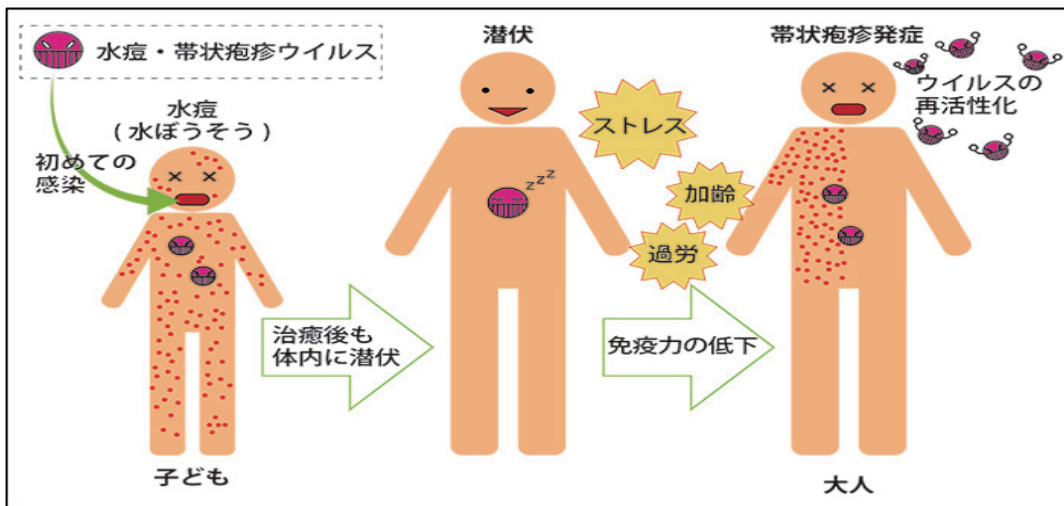 水痘・帯状疱疹ウイルス
水痘
(水ぼうそう)
初めての
感染
子ども
治癒後も
体内に潜伏
潜伏
zzz
ストレス
加齢
過労
免疫力の低下
帯状疱疹発症
ウイルスの
再活性化
大人